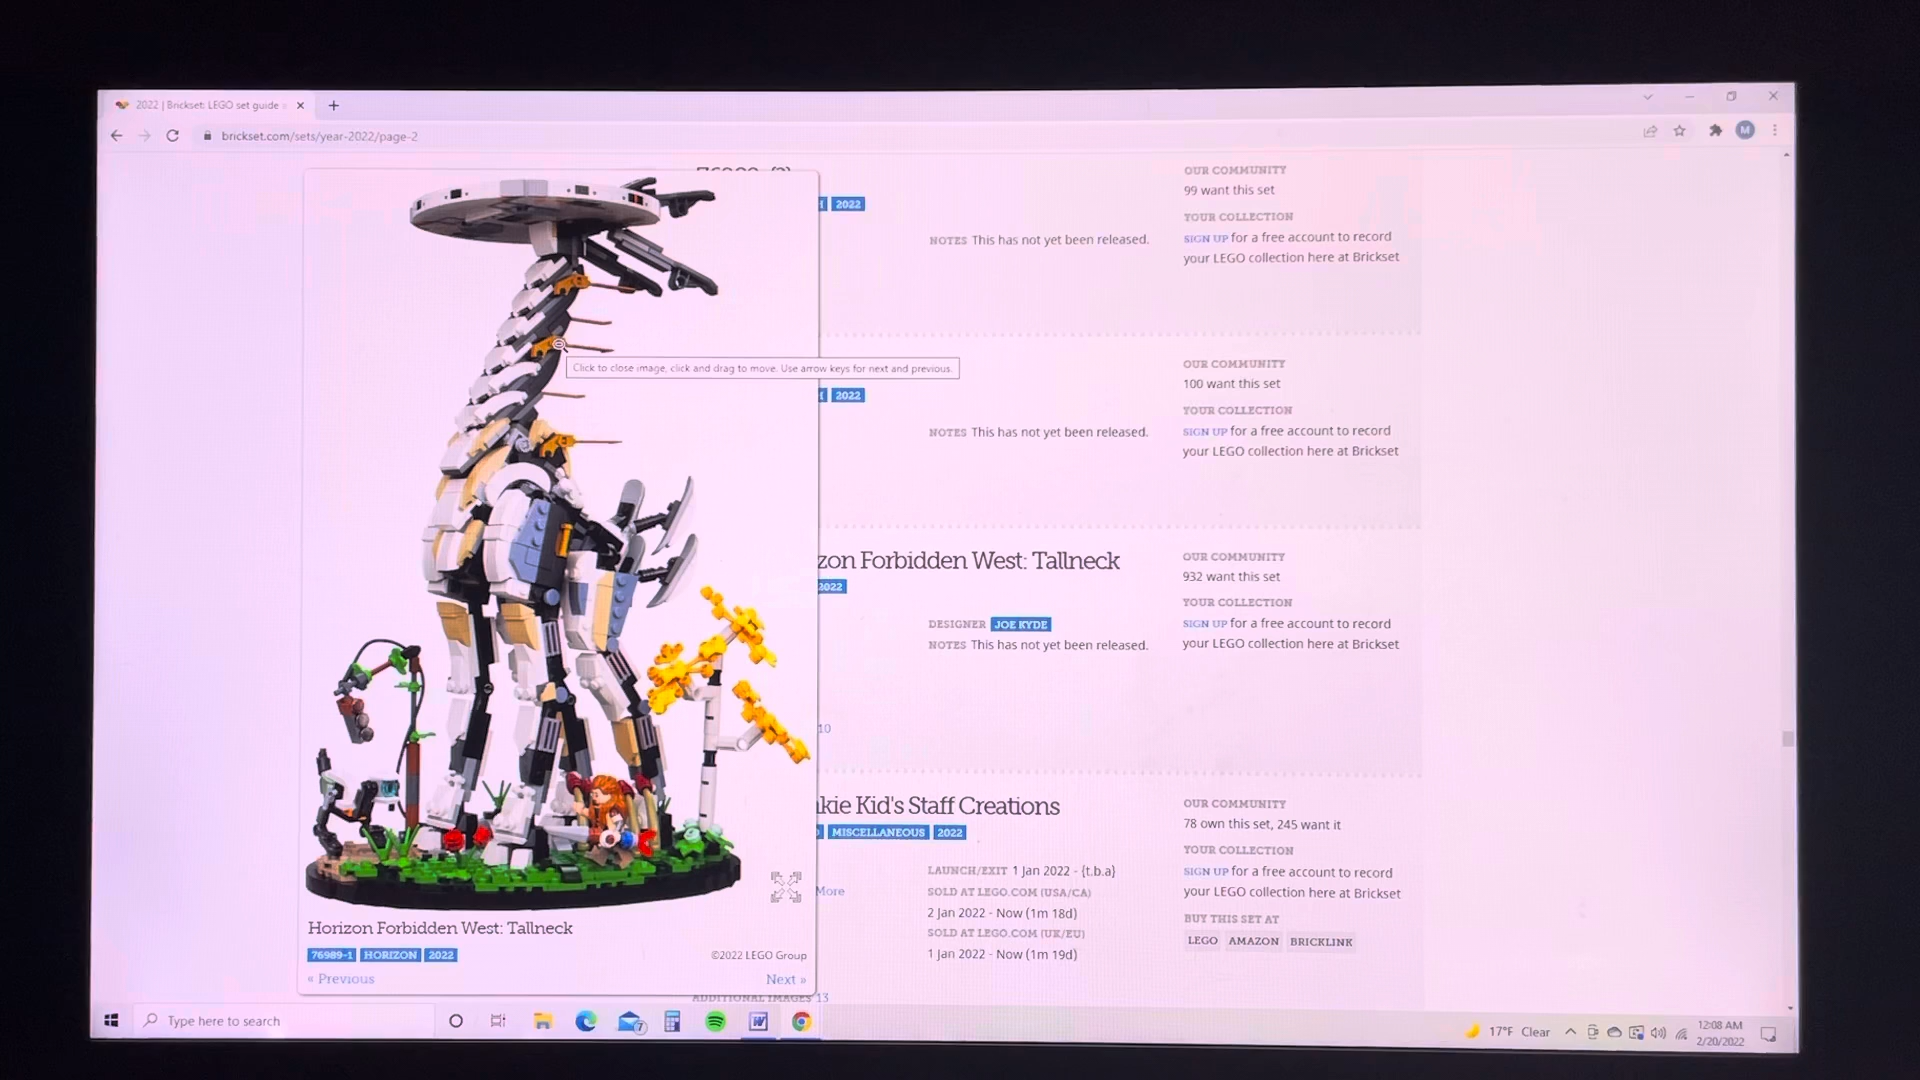 2022 | Brickset: LEGO set guide
brickset.com/sets/year-2022/page-2
M
2022
NOTES This has not yet been released.
OUR COMMUNITY
99 want this set
YOUR COLLECTION
SIGN UP for a free account to record
your LEGO collection here at Brickset
Click to close image, click and drag to move. Use arrow keys for next and previous.
2022
NOTES This has not yet been released.
OUR COMMUNITY
100 want this set
YOUR COLLECTION
SIGN UP for a free account to record
your LEGO collection here at Brickset
zon Forbidden West: Tallneck
2022
DESIGNER JOE KYDE
NOTES This has not yet been released.
10
OUR COMMUNITY
932 want this set
YOUR COLLECTION
SIGN UP for a free account to record
your LEGO collection here at Brickset
kie Kid's Staff Creations
MISCELLANEOUS 2022
LAUNCH/EXIT 1 Jan 2022 - {t.b.a}
SOLD AT LEGO.COM (USA/CA)
2 Jan 2022 - Now (1m 18d)
SOLD AT LEGO.COM (UK/EU)
1 Jan 2022 - Now (1m 19d)
More
ADDITIONAL IMAGES 13
OUR COMMUNITY
78 own this set, 245 want it
YOUR COLLECTION
SIGN UP for a free account to record
your LEGO collection here at Brickset
BUY THIS SET AT
LEGO AMAZON BRICKLINK
Horizon Forbidden West: Tallneck
76989-1 HORIZON 2022
©2022 LEGO Group
« Previous
Next »
Type here to search
7
W
17°F Clear
12:08 AM
2/20/2022